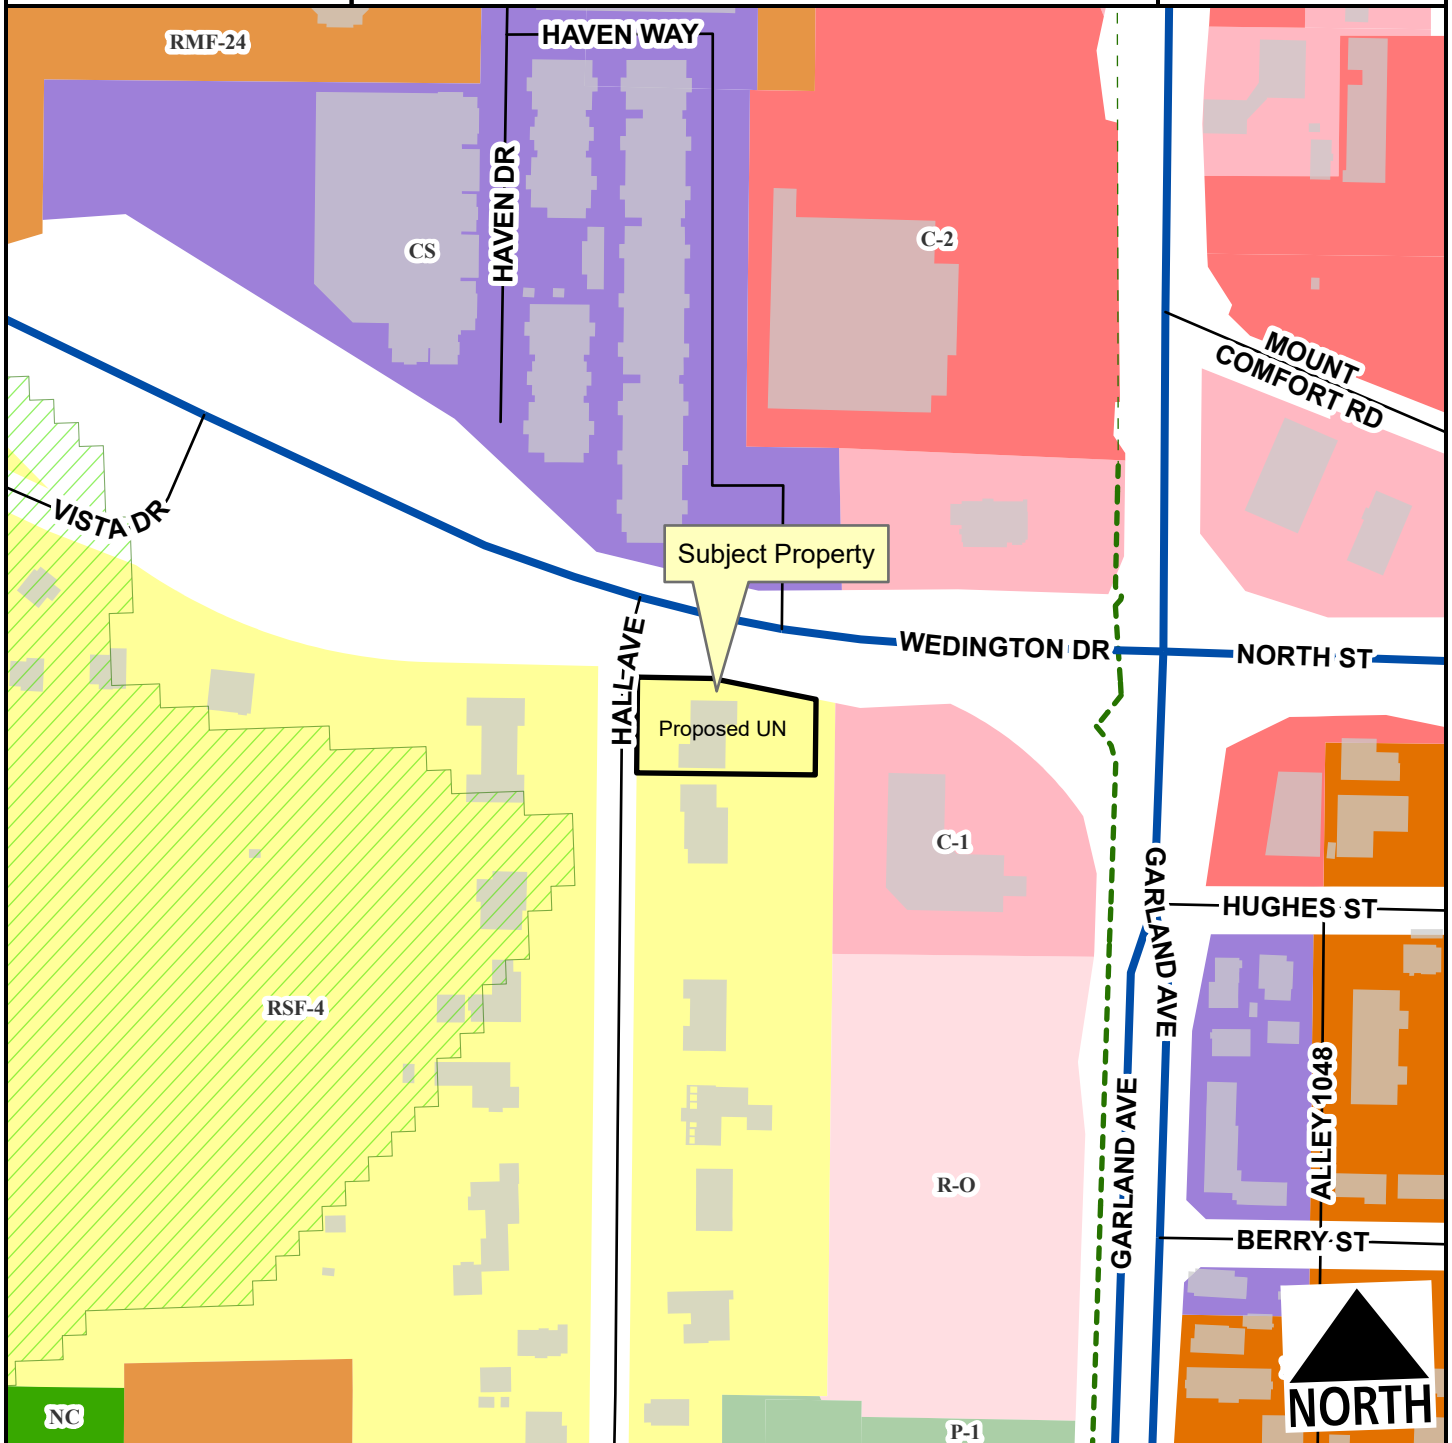 RMF-24
HAVEN WAY
HAVEN DR
CS
C-2
MOUNT
COMFORT RD
VISTA DR
Subject Property
HALL AVE
WEDINGTON DR
NORTH ST
Proposed UN
C-1
GARLAND AVE
HUGHES ST
RSF-4
ALLEY 1048
GARLAND AVE
R-O
BERRY ST
NC
P-1
NORTH